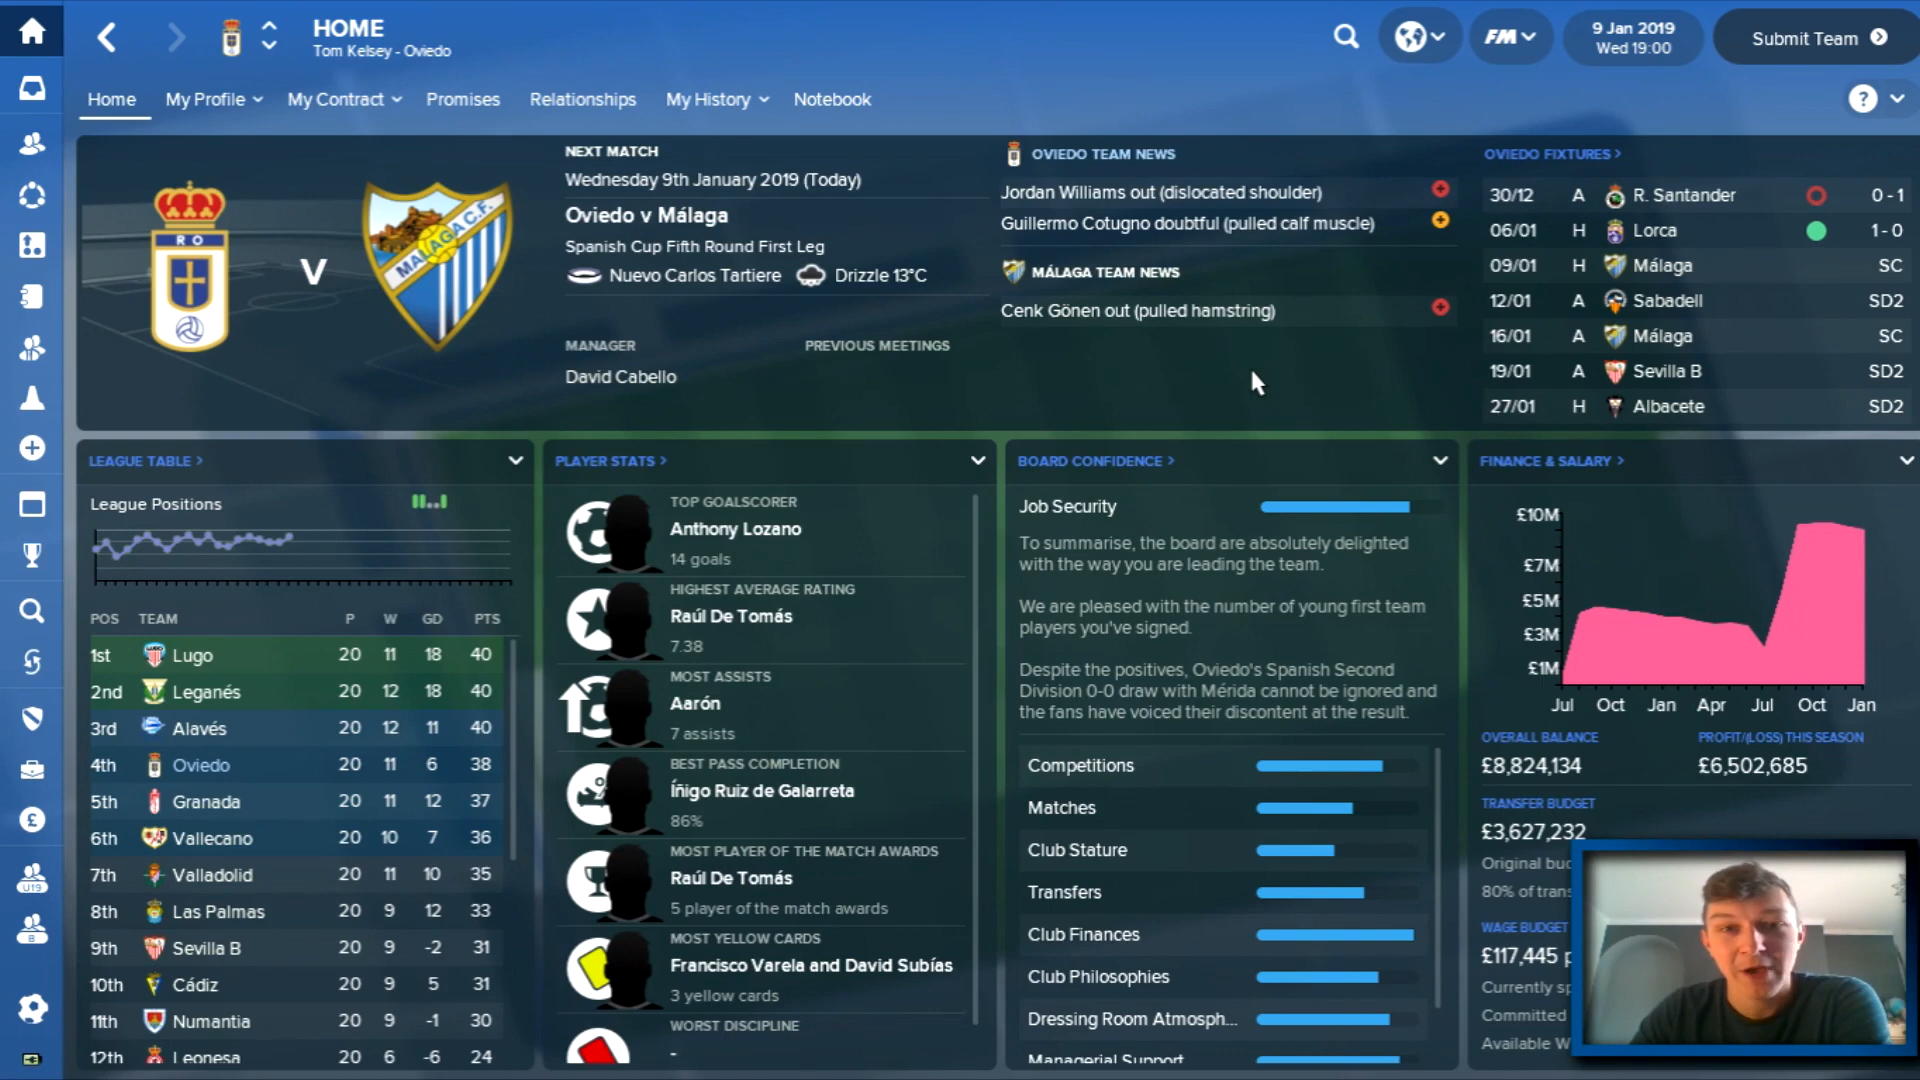 HOME
Tom Kelsey - Oviedo
FM
9 Jan 2019
Wed 19:00
Submit Team
Home
My Profile
My Contract
Promises
Relationships
My History
Notebook
?
R O
V
MALAGA C.F.
NEXT MATCH
Wednesday 9th January 2019 (Today)
Oviedo v Málaga
Spanish Cup Fifth Round First Leg
Nuevo Carlos Tartiere
Drizzle 13°C
MANAGER
PREVIOUS MEETINGS
David Cabello
OVIEDO TEAM NEWS
Jordan Williams out (dislocated shoulder)
Guillermo Cotugno doubtful (pulled calf muscle)
MÁLAGA TEAM NEWS
Cenk Gönen out (pulled hamstring)
OVIEDO FIXTURES >
30/12 A R. Santander 0 - 1
06/01 H Lorca 1 - 0
09/01 H Málaga SC
12/01 A Sabadell SD2
16/01 A Málaga SC
19/01 A Sevilla B SD2
27/01 H Albacete SD2
LEAGUE TABLE >
League Positions
POS TEAM P W GD PTS
1st Lugo 20 11 18 40
2nd Leganés 20 12 18 40
3rd Alavés 20 12 11 40
4th Oviedo 20 11 6 38
5th Granada 20 11 12 37
6th Vallecano 20 10 7 36
7th Valladolid 20 11 10 35
8th Las Palmas 20 9 12 33
9th Sevilla B 20 9 -2 31
10th Cádiz 20 9 5 31
11th Numantia 20 9 -1 30
12th Leonesa 20 6 -6 24
PLAYER STATS >
TOP GOALSCORER
Anthony Lozano
14 goals
HIGHEST AVERAGE RATING
Raúl De Tomás
7.38
MOST ASSISTS
Aarón
7 assists
BEST PASS COMPLETION
Íñigo Ruiz de Galarreta
86%
MOST PLAYER OF THE MATCH AWARDS
Raúl De Tomás
5 player of the match awards
MOST YELLOW CARDS
Francisco Varela and David Subías
3 yellow cards
WORST DISCIPLINE
-
BOARD CONFIDENCE >
Job Security
To summarise, the board are absolutely delighted
with the way you are leading the team.
We are pleased with the number of young first team
players you've signed.
Despite the positives, Oviedo's Spanish Second
Division 0-0 draw with Mérida cannot be ignored and
the fans have voiced their discontent at the result.
Competitions
Matches
Club Stature
Transfers
Club Finances
Club Philosophies
Dressing Room Atmosph...
Managerial Support
FINANCE & SALARY >
£10M
£7M
£5M
£3M
£1M
Jul Oct Jan Apr Jul Oct Jan
OVERALL BALANCE
PROFIT/(LOSS) THIS SEASON
£8,824,134
£6,502,685
TRANSFER BUDGET
£3,627,232
Original bud
80% of trans
WAGE BUDGET
£117,445 p
Currently sp
Committed
Available W
U19
B